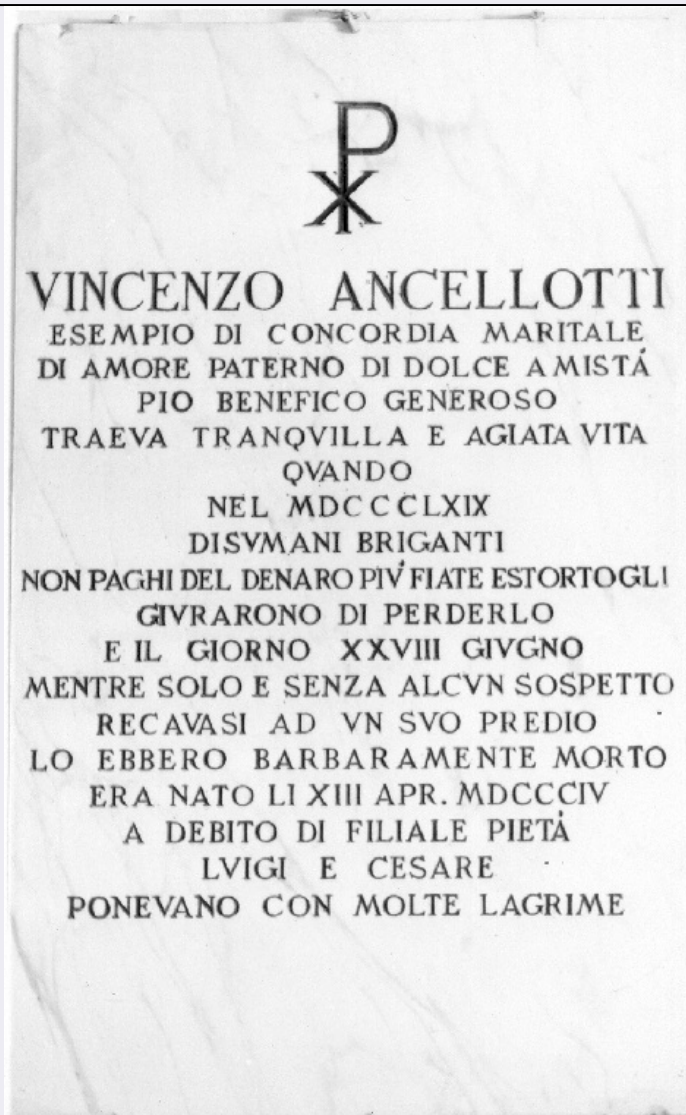 VINCENZO ANCELLOTTI
ESEMPIO DI CONCORDIA MARITALE
DI AMORE PATERNO DI DOLCE AMISTÁ
PIO BENEFICO GENEROSO
TRAEVA TRANQVILLA E AGIATA VITA
QVANDO
NEL MDCCCLXIX
DISVMANI BRIGANTI
NON PAGHI DEL DENARO PIV́ FIATE ESTORTOGLI
GIVRARONO DI PERDERLO
E IL GIORNO XXVIII GIVGNO
MENTRE SOLO E SENZA ALCVN SOSPETTO
RECAVASI AD VN SVO PREDIO
LO EBBERO BARBARAMENTE MORTO
ERA NATO LI XIII APR. MDCCCIV
A DEBITO DI FILIALE PIETÁ
LVIGI E CESARE
PONEVANO CON MOLTE LAGRIME